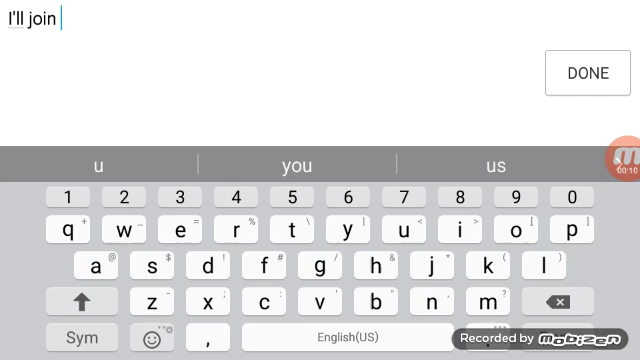 I'll join
DONE
u you us
00:10
1 2 3 4 5 6 7 8 9 0
q + w _ e = r % t \ y | u < i > o [ p ]
a @ s $ d ! f # g / h & j * k ( l )
z - x ; c : v ' b " n , m ?
Sym , English(US)
Recorded by mobizen